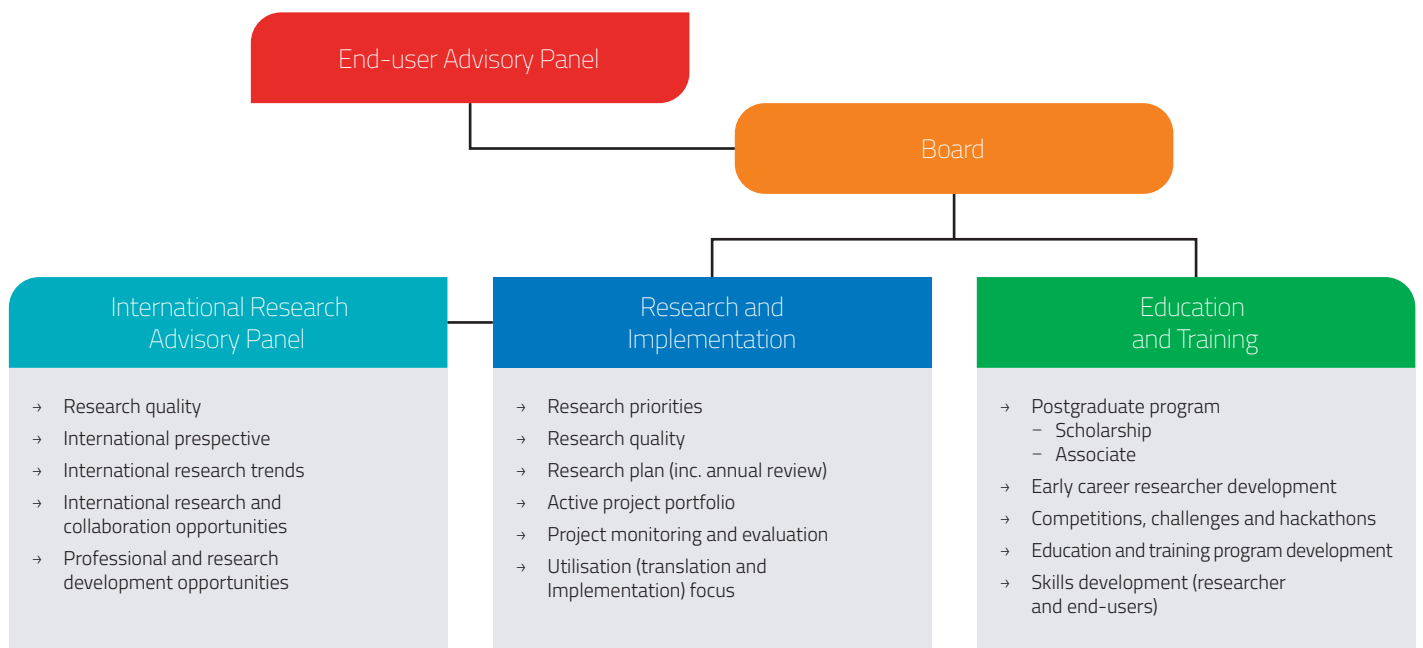 End-user Advisory Panel
Board
International Research
Advisory Panel
→ Research quality
→ International prespective
→ International research trends
→ International research and
collaboration opportunities
→ Professional and research
development opportunities
Research and
Implementation
→ Research priorities
→ Research quality
→ Research plan (inc. annual review)
→ Active project portfolio
→ Project monitoring and evaluation
→ Utilisation (translation and
Implementation) focus
Education
and Training
→ Postgraduate program
– Scholarship
– Associate
→ Early career researcher development
→ Competitions, challenges and hackathons
→ Education and training program development
→ Skills development (researcher
and end-users)